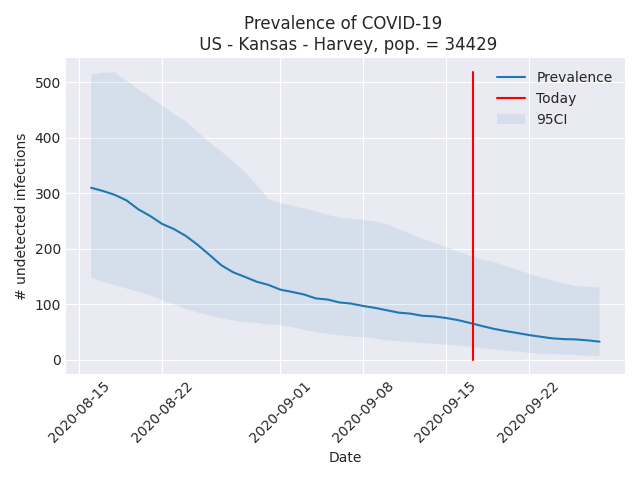 Prevalence of COVID-19
US - Kansas - Harvey, pop. = 34429
Prevalence
Today
95CI
500
400
300
200
100
0
# undetected infections
2020-08-15
2020-08-22
2020-09-01
2020-09-08
2020-09-15
2020-09-22
Date